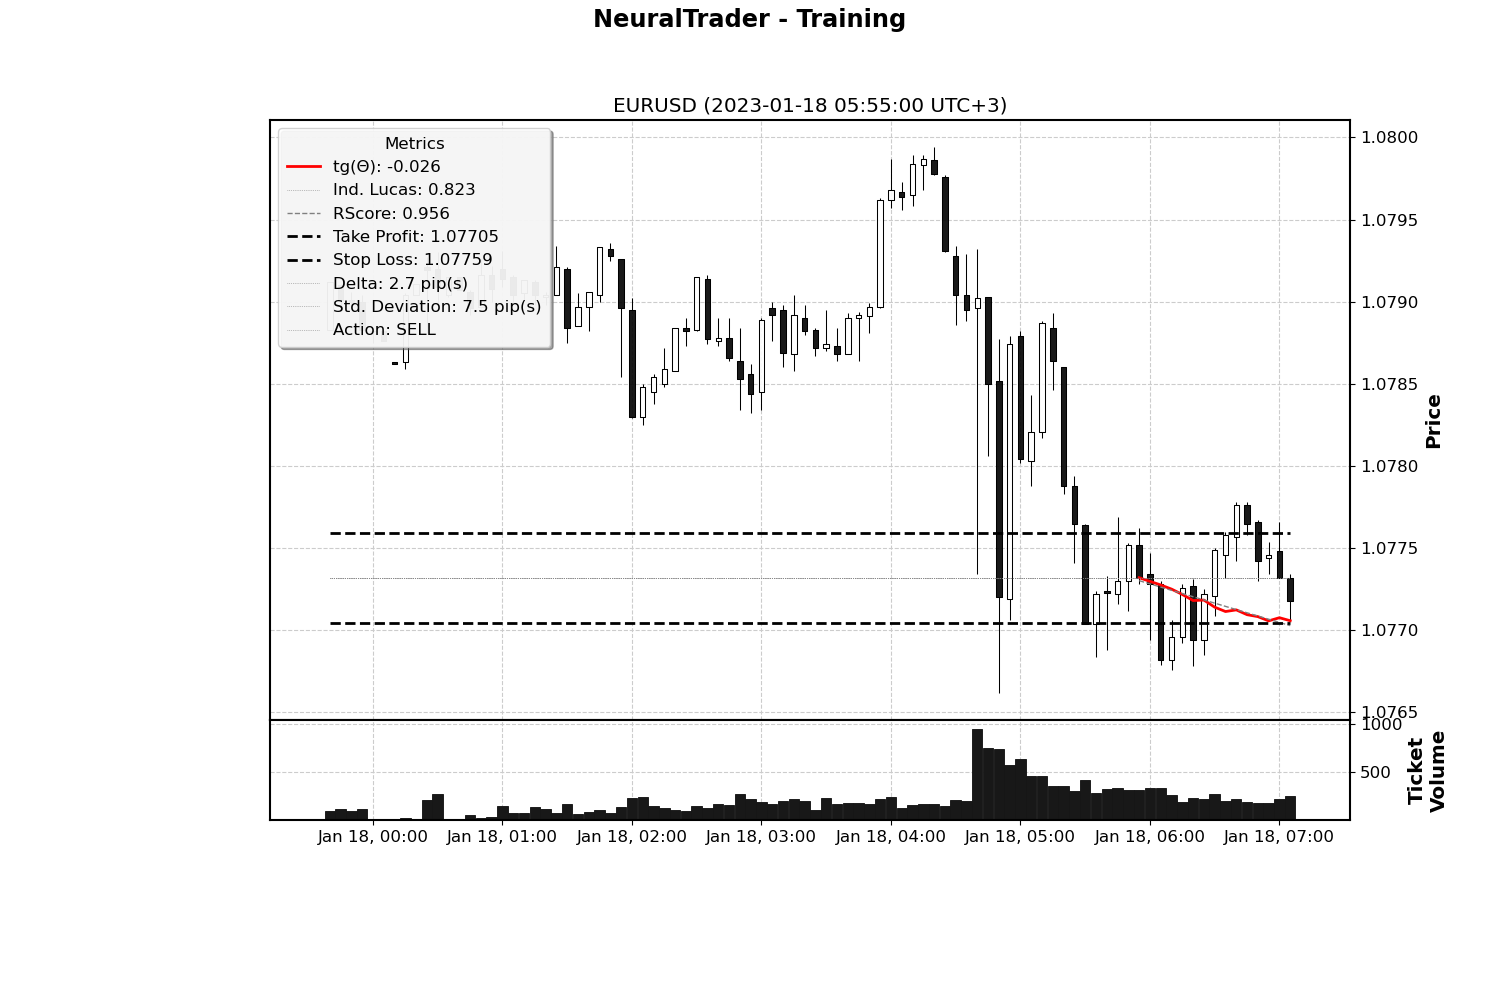 NeuralTrader - Training
EURUSD (2023-01-18 05:55:00 UTC+3)
Metrics
tg(Θ): -0.026
Ind. Lucas: 0.823
RScore: 0.956
Take Profit: 1.07705
Stop Loss: 1.07759
Delta: 2.7 pip(s)
Std. Deviation: 7.5 pip(s)
Action: SELL
1.0800
1.0795
1.0790
1.0785
1.0780
1.0775
1.0770
1.0765
Price
1000
500
Ticket
Volume
Jan 18, 00:00 Jan 18, 01:00 Jan 18, 02:00 Jan 18, 03:00 Jan 18, 04:00 Jan 18, 05:00 Jan 18, 06:00 Jan 18, 07:00